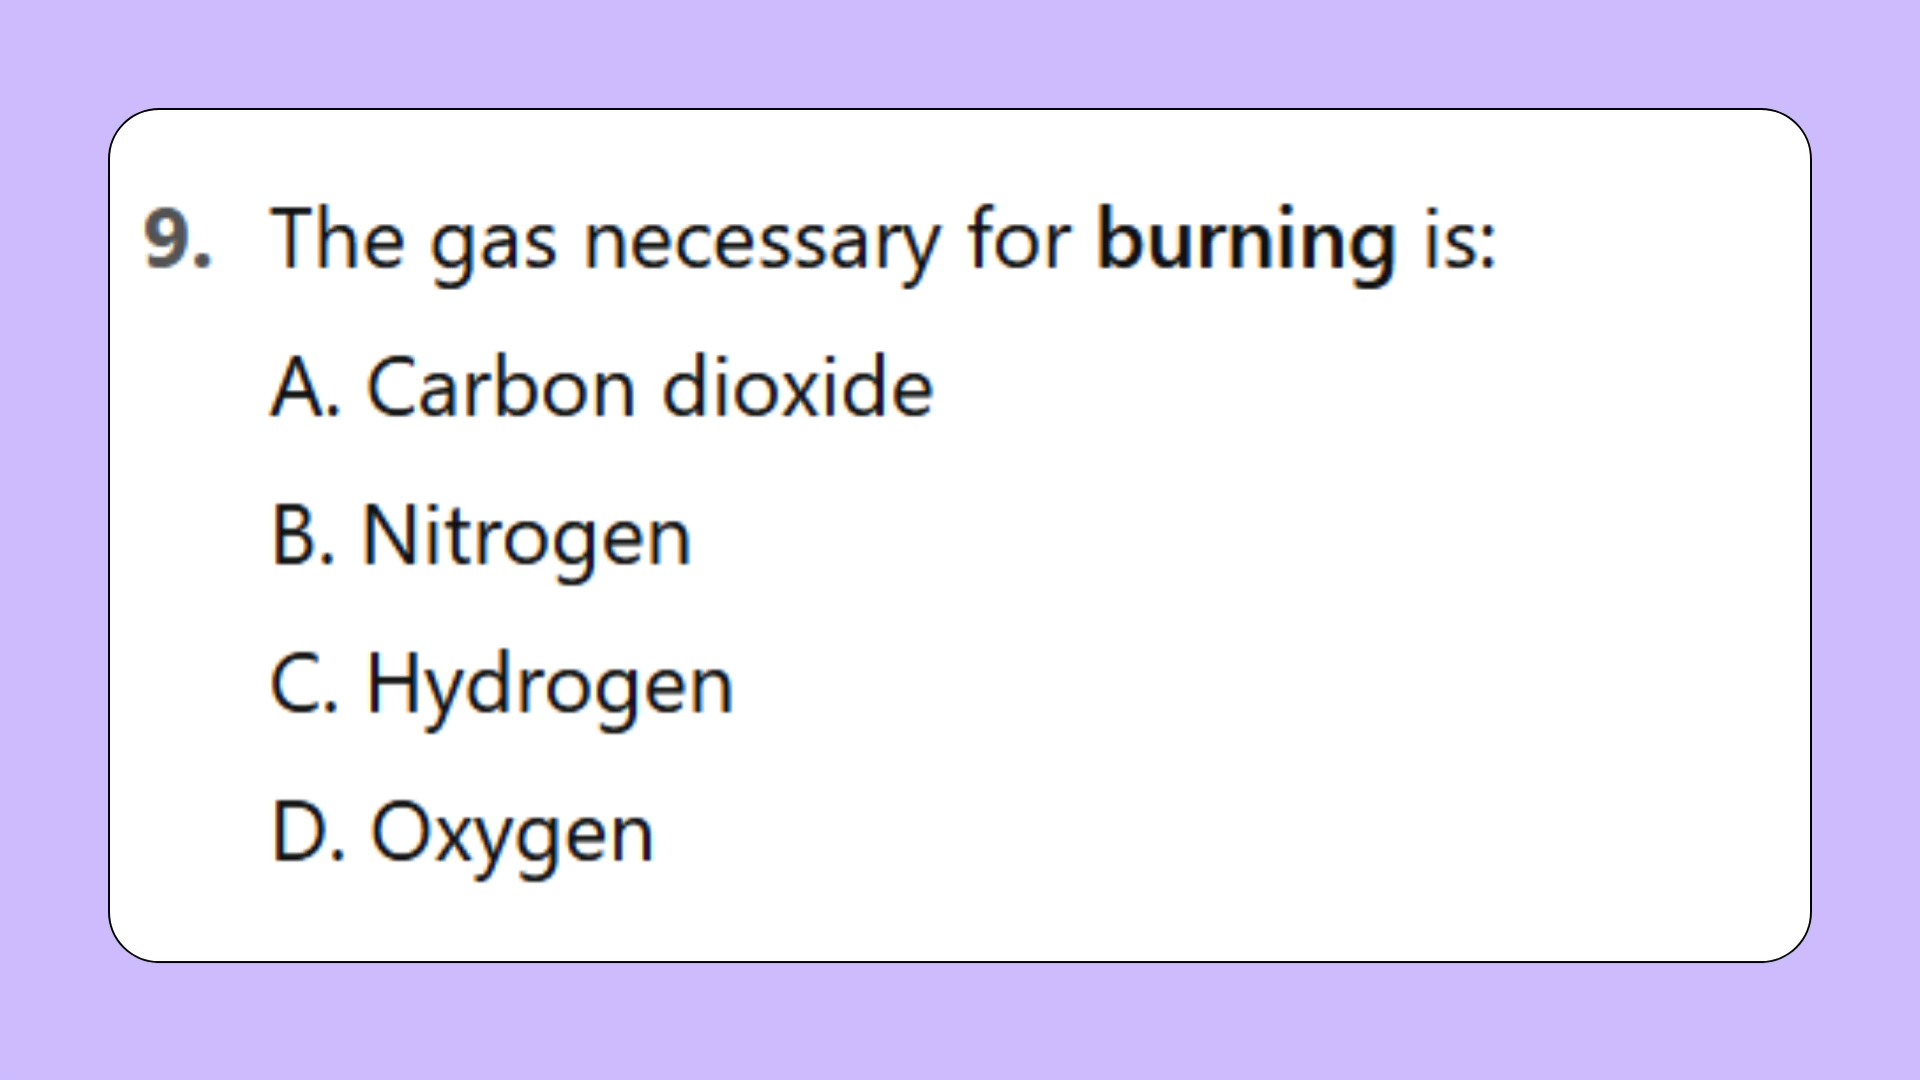 9. The gas necessary for burning is:
A. Carbon dioxide
B. Nitrogen
C. Hydrogen
D. Oxygen